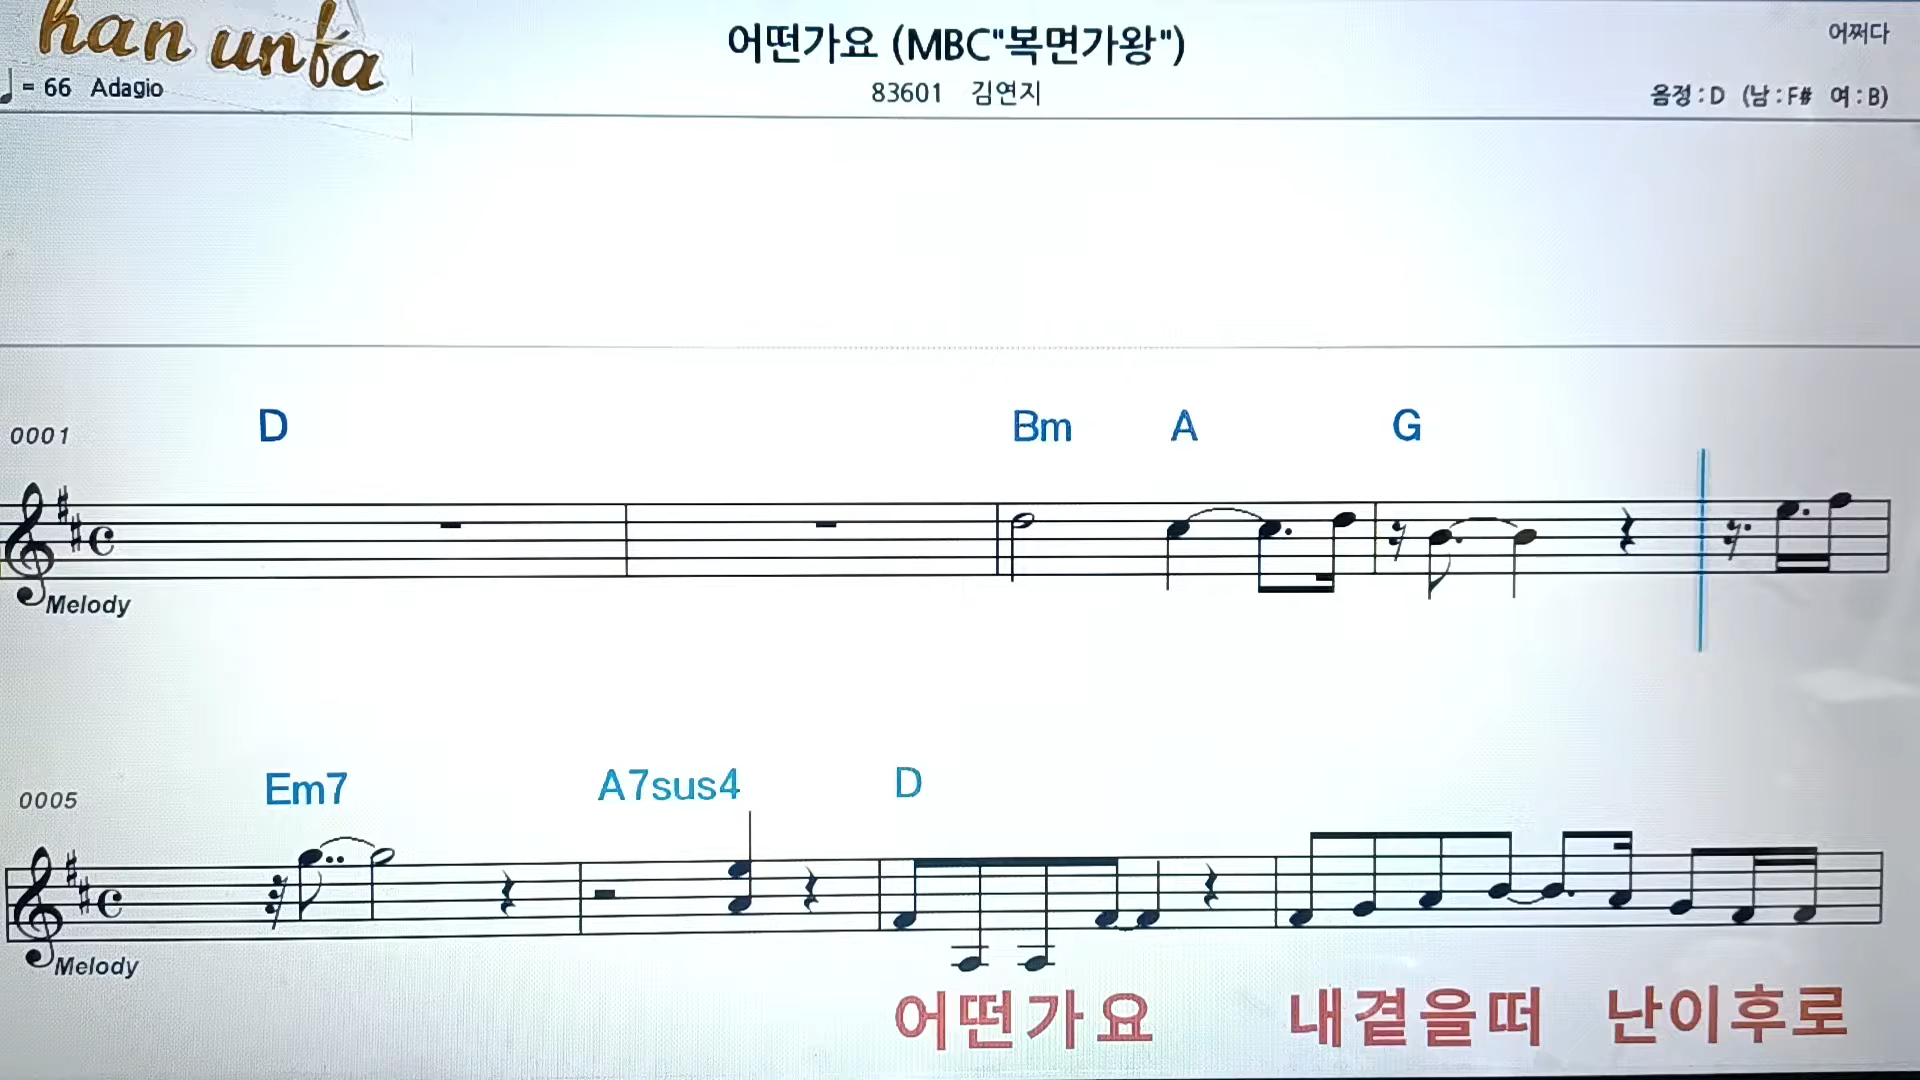 han unfa
어떤가요 (MBC"복면가왕")
어쩌다
= 66 Adagio
83601 김연지
음정 : D (남 : F# 여 : B)
D Bm A G
0001
Melody
Em7 A7sus4 D
0005
Melody
어떤가요 내곁을떠 난이후로